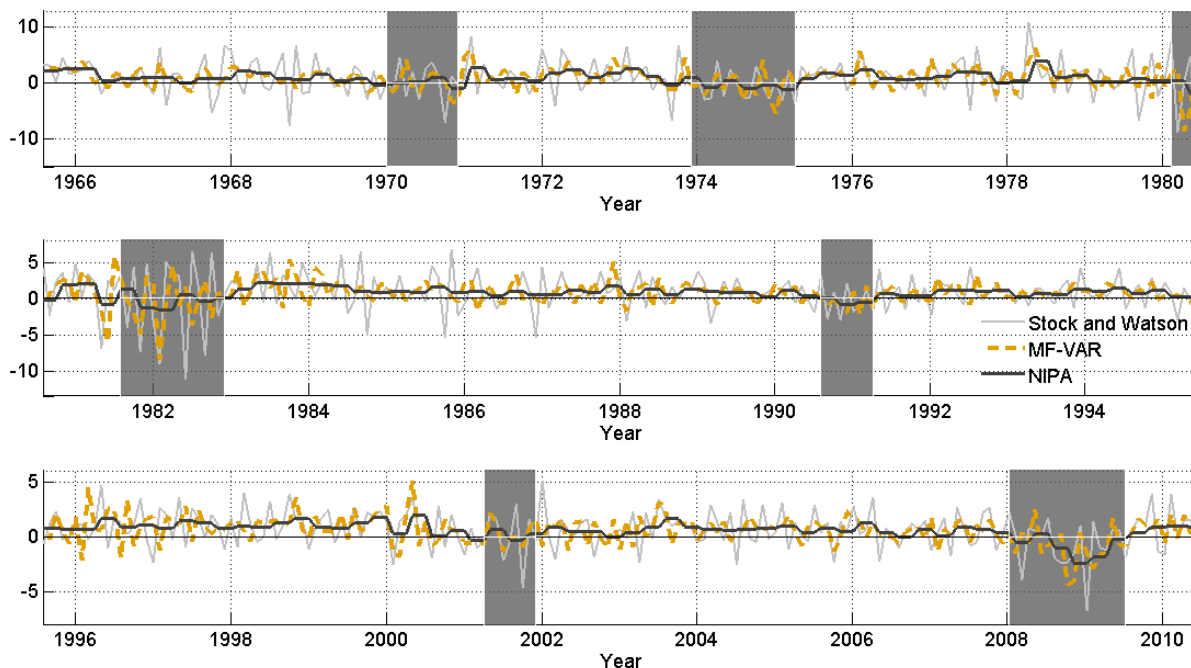 10
0
-10
1966 1968 1970 1972 1974 1976 1978 1980
Year
5
0
-5
-10
Stock and Watson
MF-VAR
NIPA
1982 1984 1986 1988 1990 1992 1994
Year
5
0
-5
1996 1998 2000 2002 2004 2006 2008 2010
Year